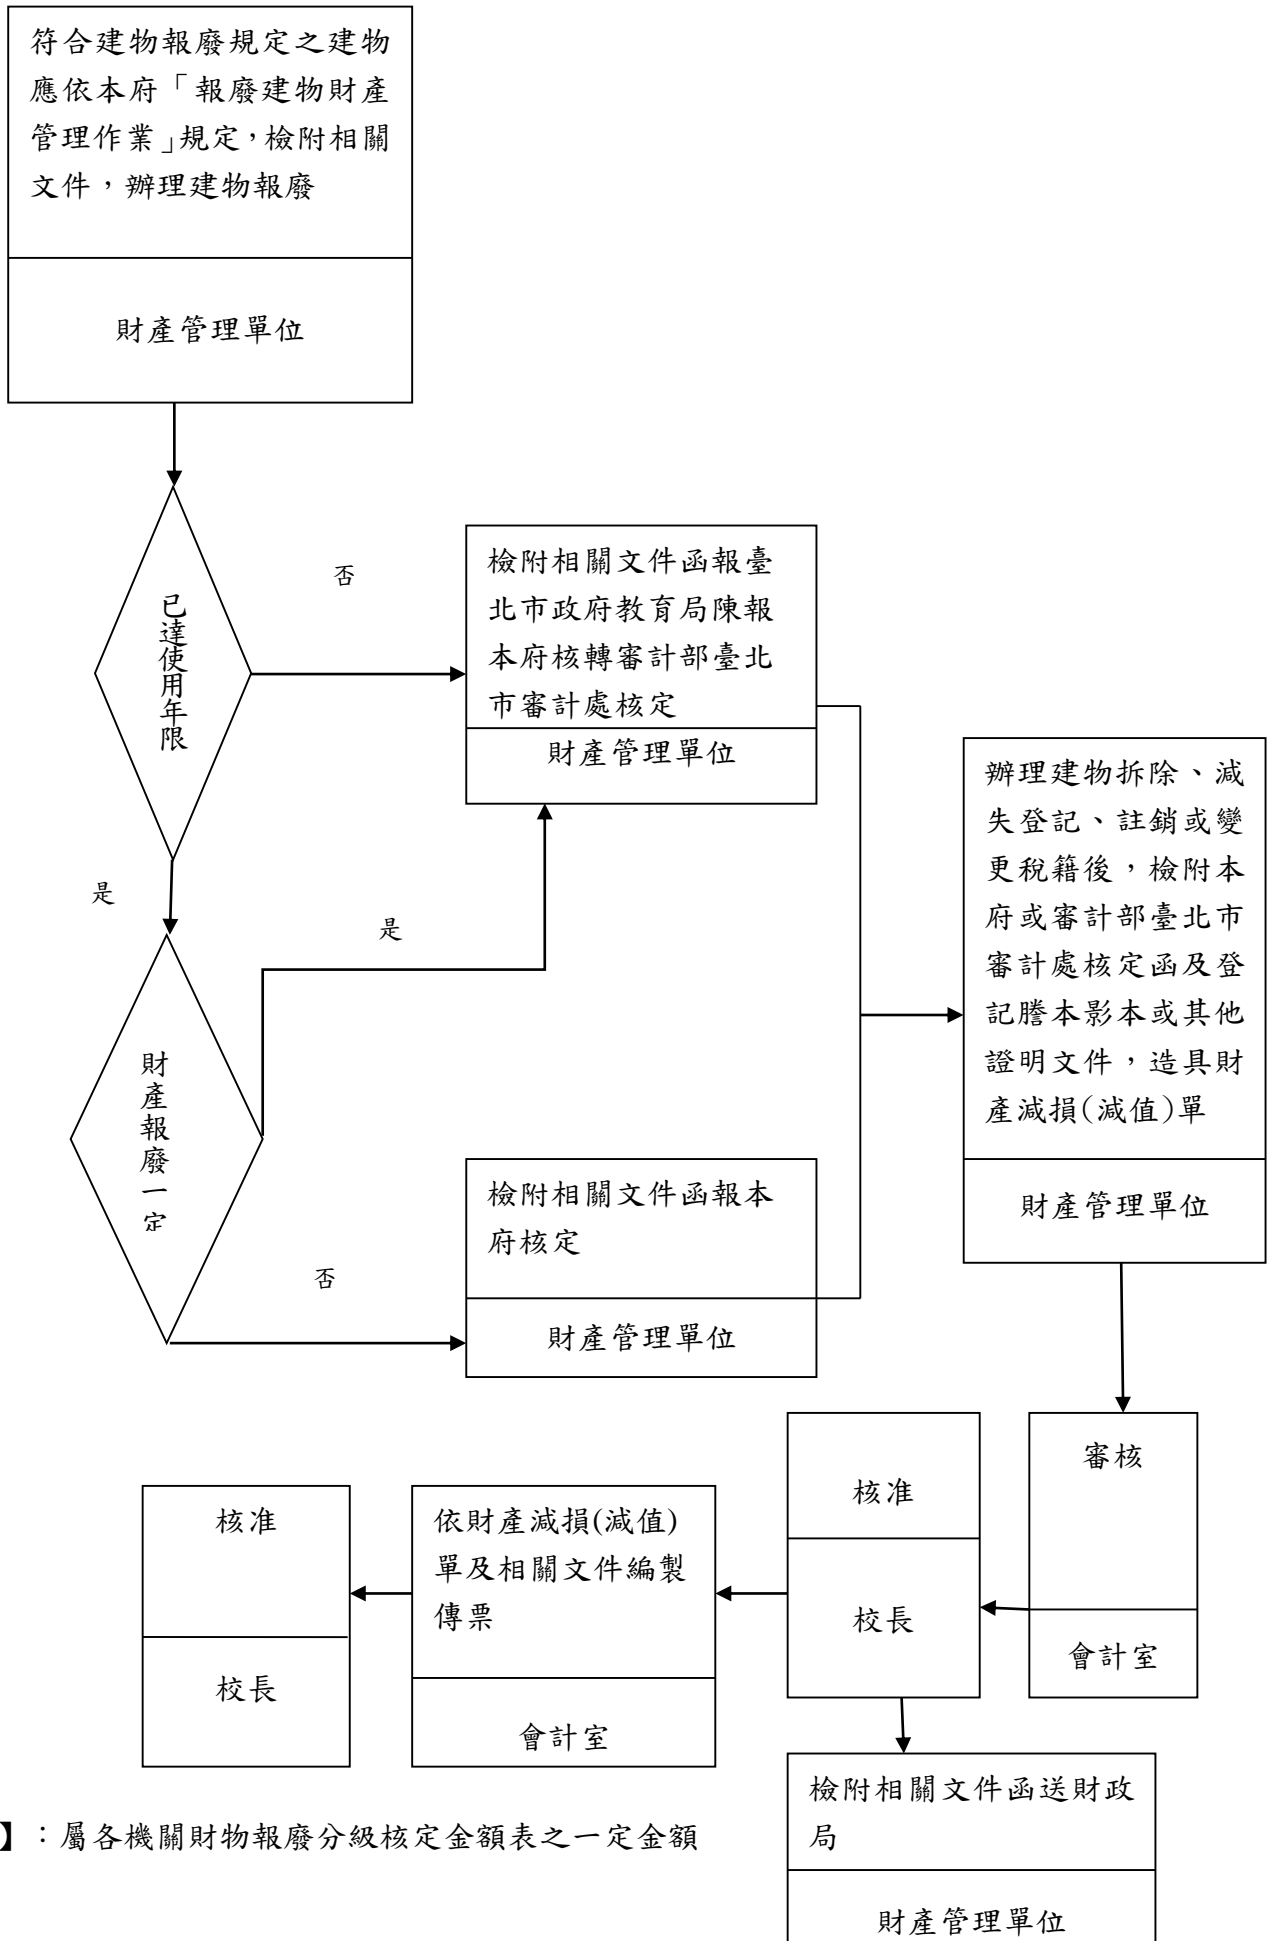 符合建物報廢規定之建物
應依本府「報廢建物財產
管理作業」規定，檢附相關
文件，辦理建物報廢
財產管理單位
已達使用年限
否
檢附相關文件函報臺
北市政府教育局陳報
本府核轉審計部臺北
市審計處核定
財產管理單位
是
是
財產報廢一定
否
檢附相關文件函報本
府核定
財產管理單位
辦理建物拆除、減
失登記、註銷或變
更稅籍後，檢附本
府或審計部臺北市
審計處核定函及登
記謄本影本或其他
證明文件，造具財
產減損(減值)單
財產管理單位
審核
會計室
核准
校長
依財產減損(減值)
單及相關文件編製
傳票
會計室
核准
校長
檢附相關文件函送財政
局
財產管理單位
】：屬各機關財物報廢分級核定金額表之一定金額